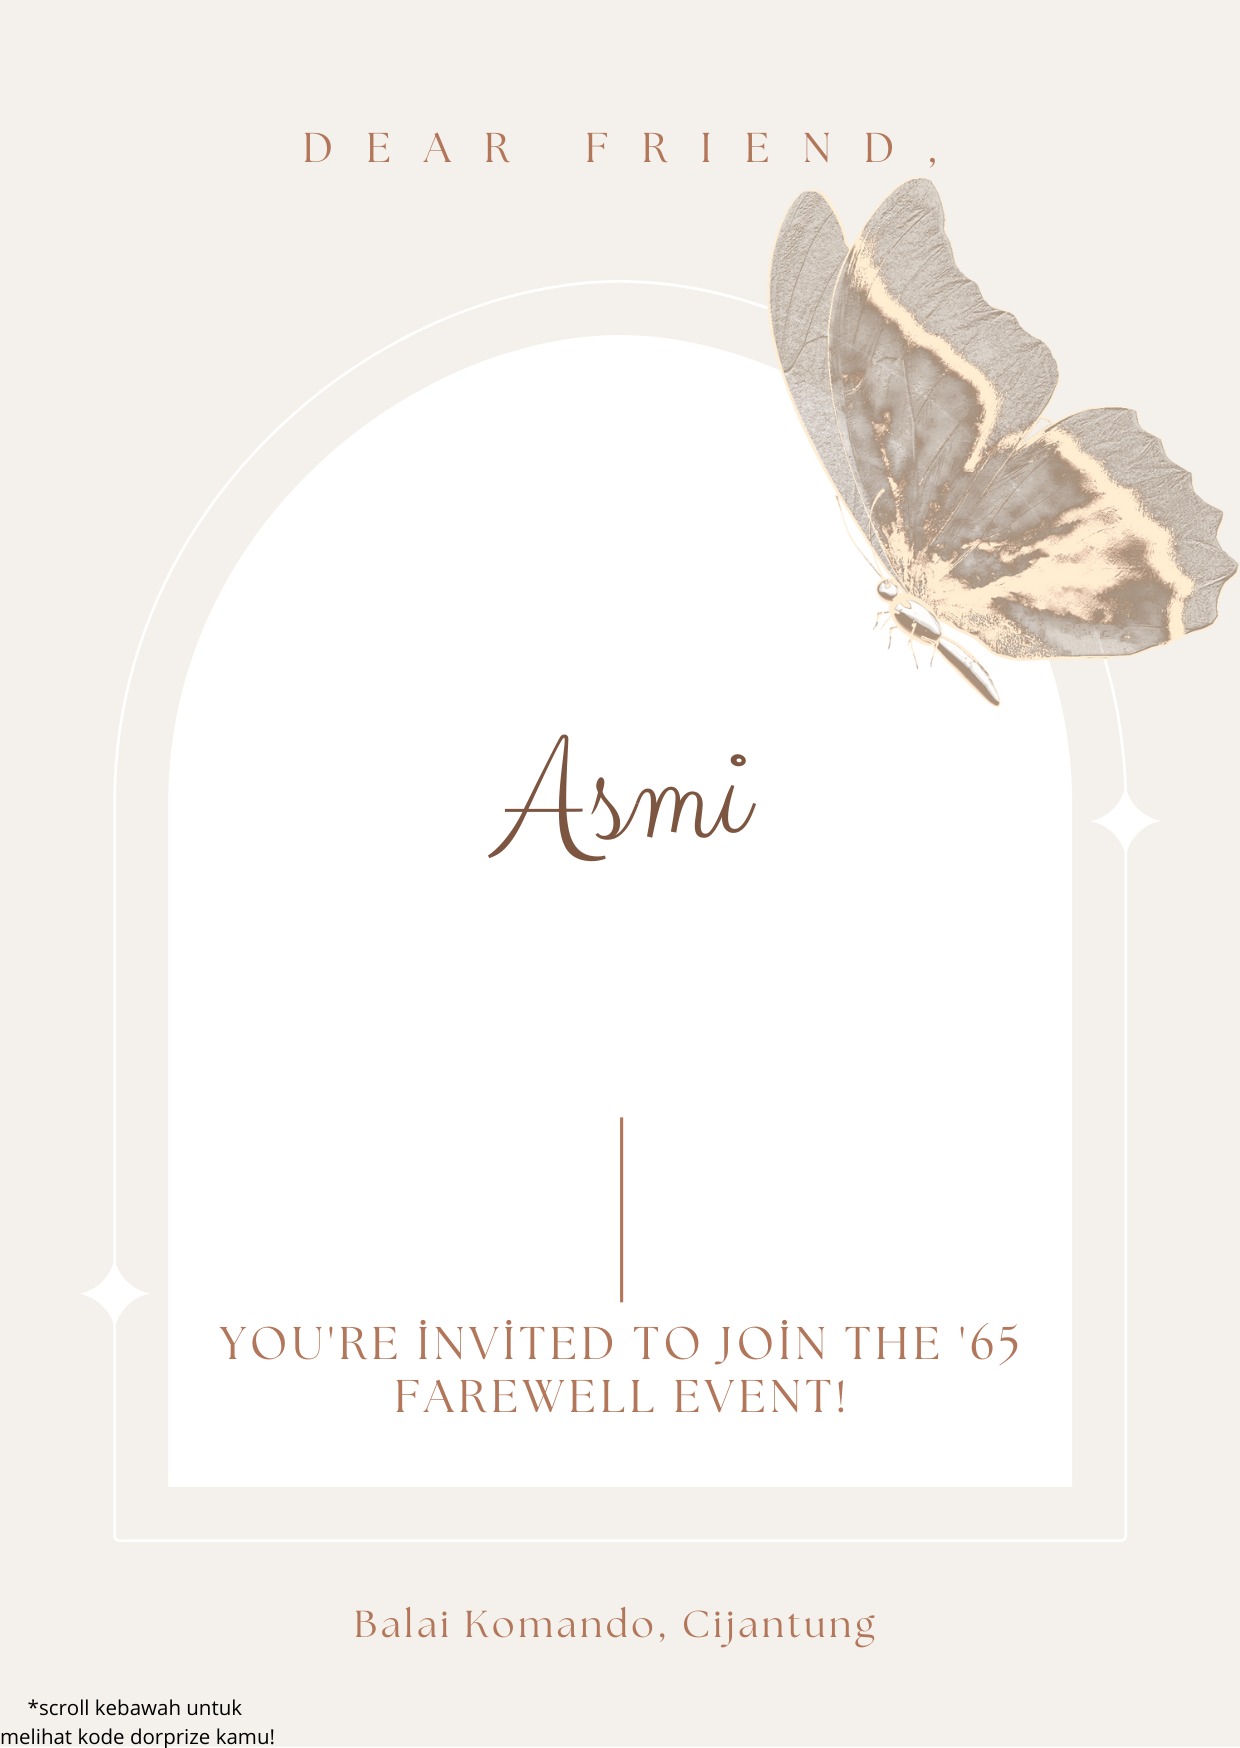 DEAR FRIEND,
Asmi
YOU'RE İNVİTED TO JOİN THE '65
FAREWELL EVENT!
Balai Komando, Cijantung
*scroll kebawah untuk
melihat kode dorprize kamu!